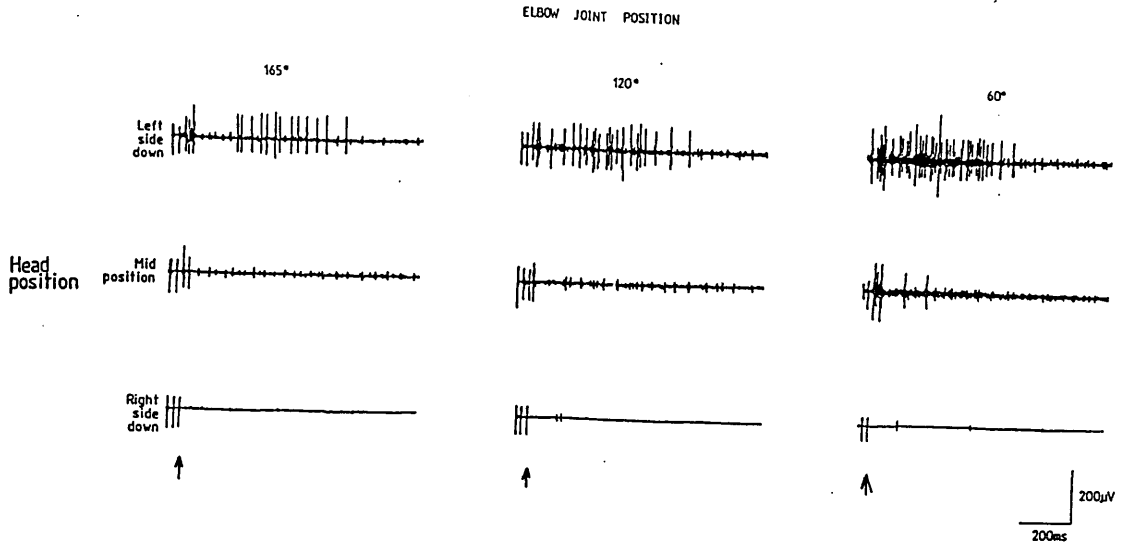 ELBOW JOINT POSITION
165°
120°
60°
Left
side
down
Head
position
Mid
position
Right
side
down
200µV
200ms